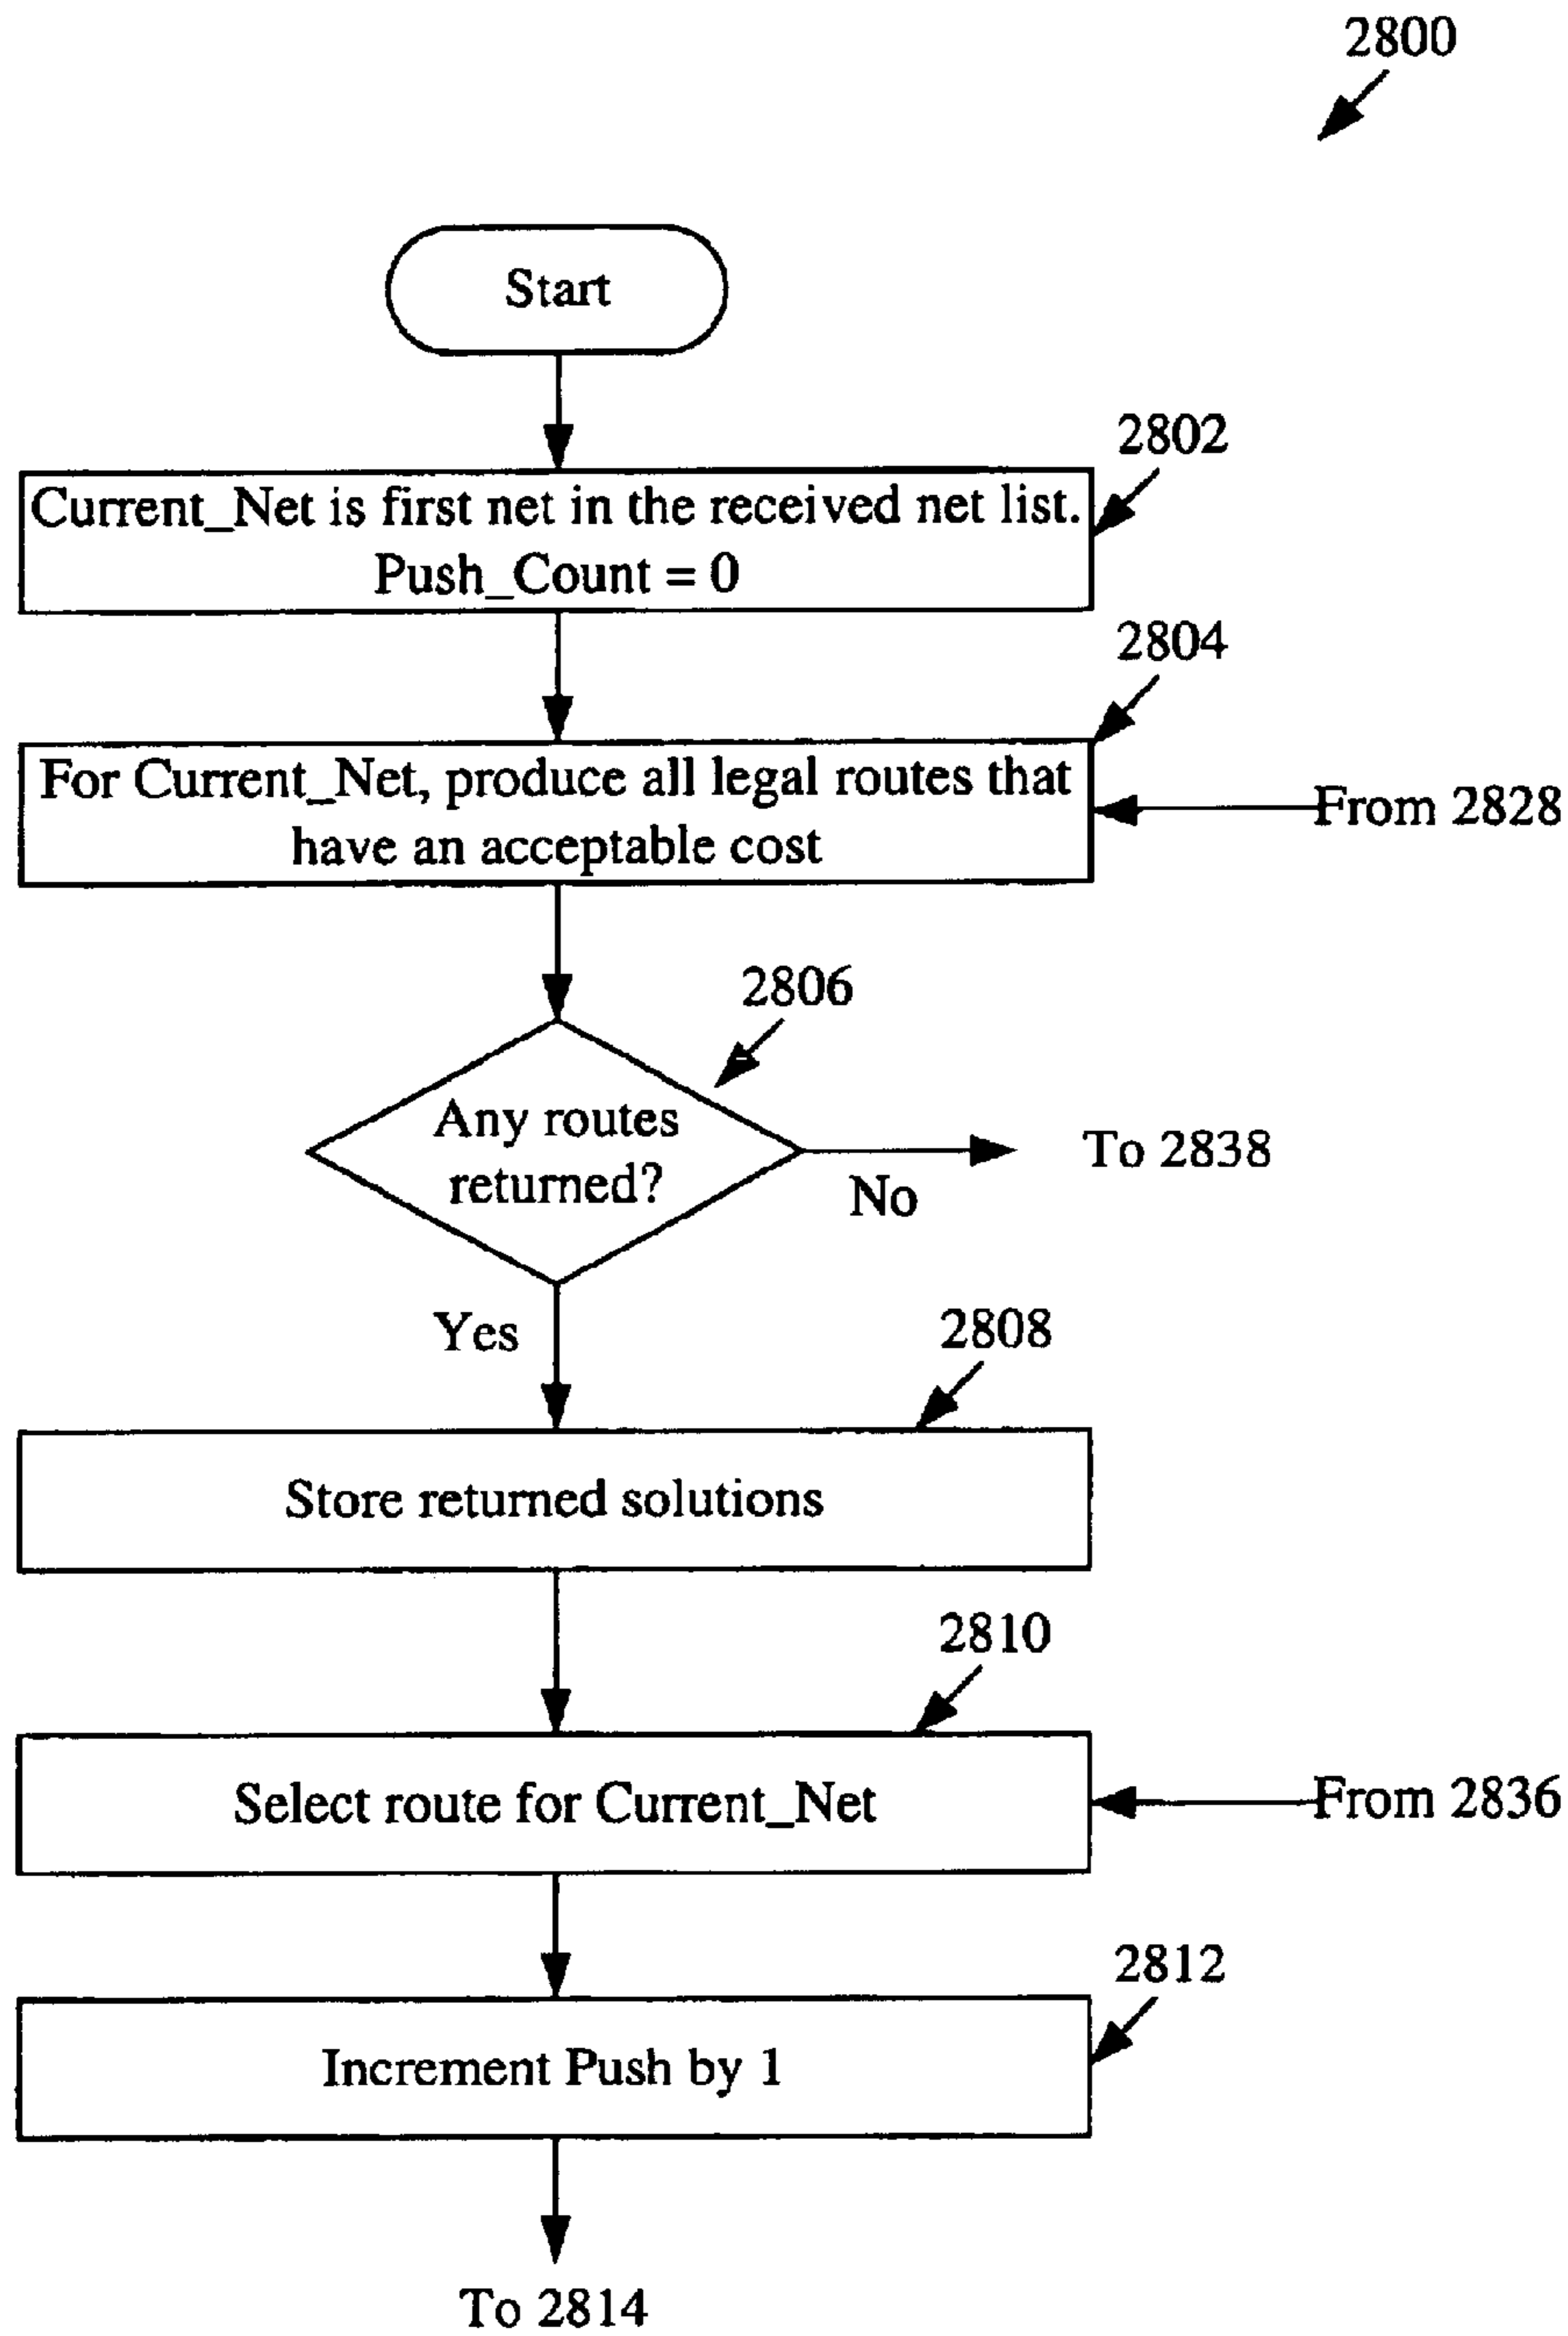 2800
Start
2802
Current_Net is first net in the received net list.
Push_Count = 0
2804
For Current_Net, produce all legal routes that
have an acceptable cost
From 2828
2806
Any routes
returned?
To 2838
No
Yes
2808
Store returned solutions
2810
Select route for Current_Net
From 2836
2812
Increment Push by 1
To 2814